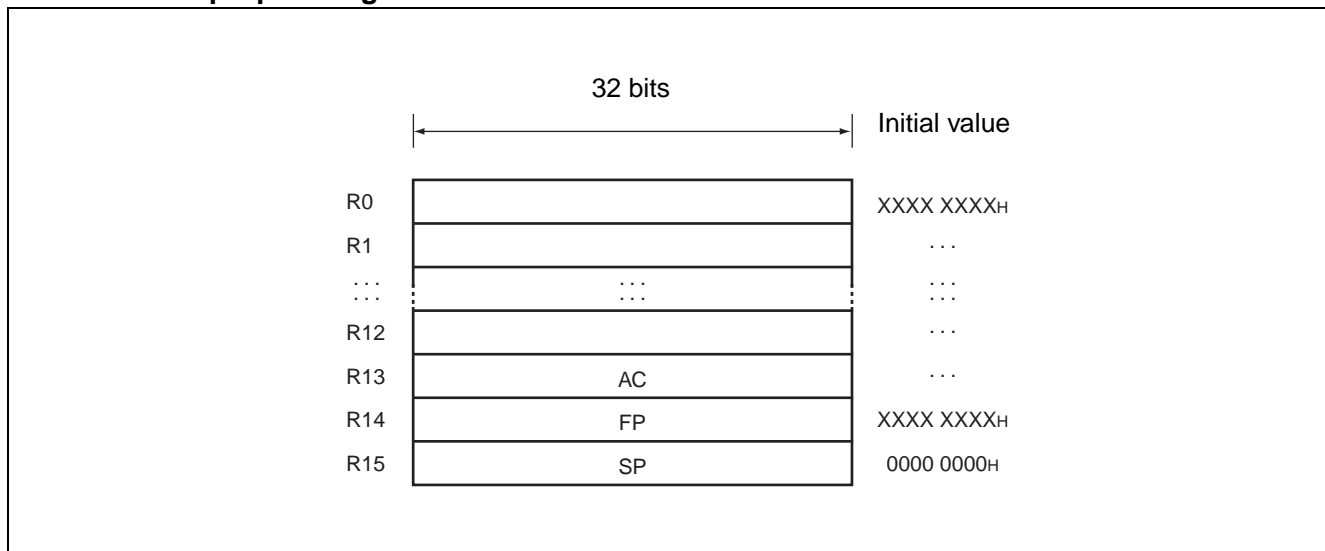 32 bits
Initial value
R0 XXXX XXXXH
R1 ...
... ... ...
... ... ...
R12 ...
R13 AC ...
R14 FP XXXX XXXXH
R15 SP 0000 0000H